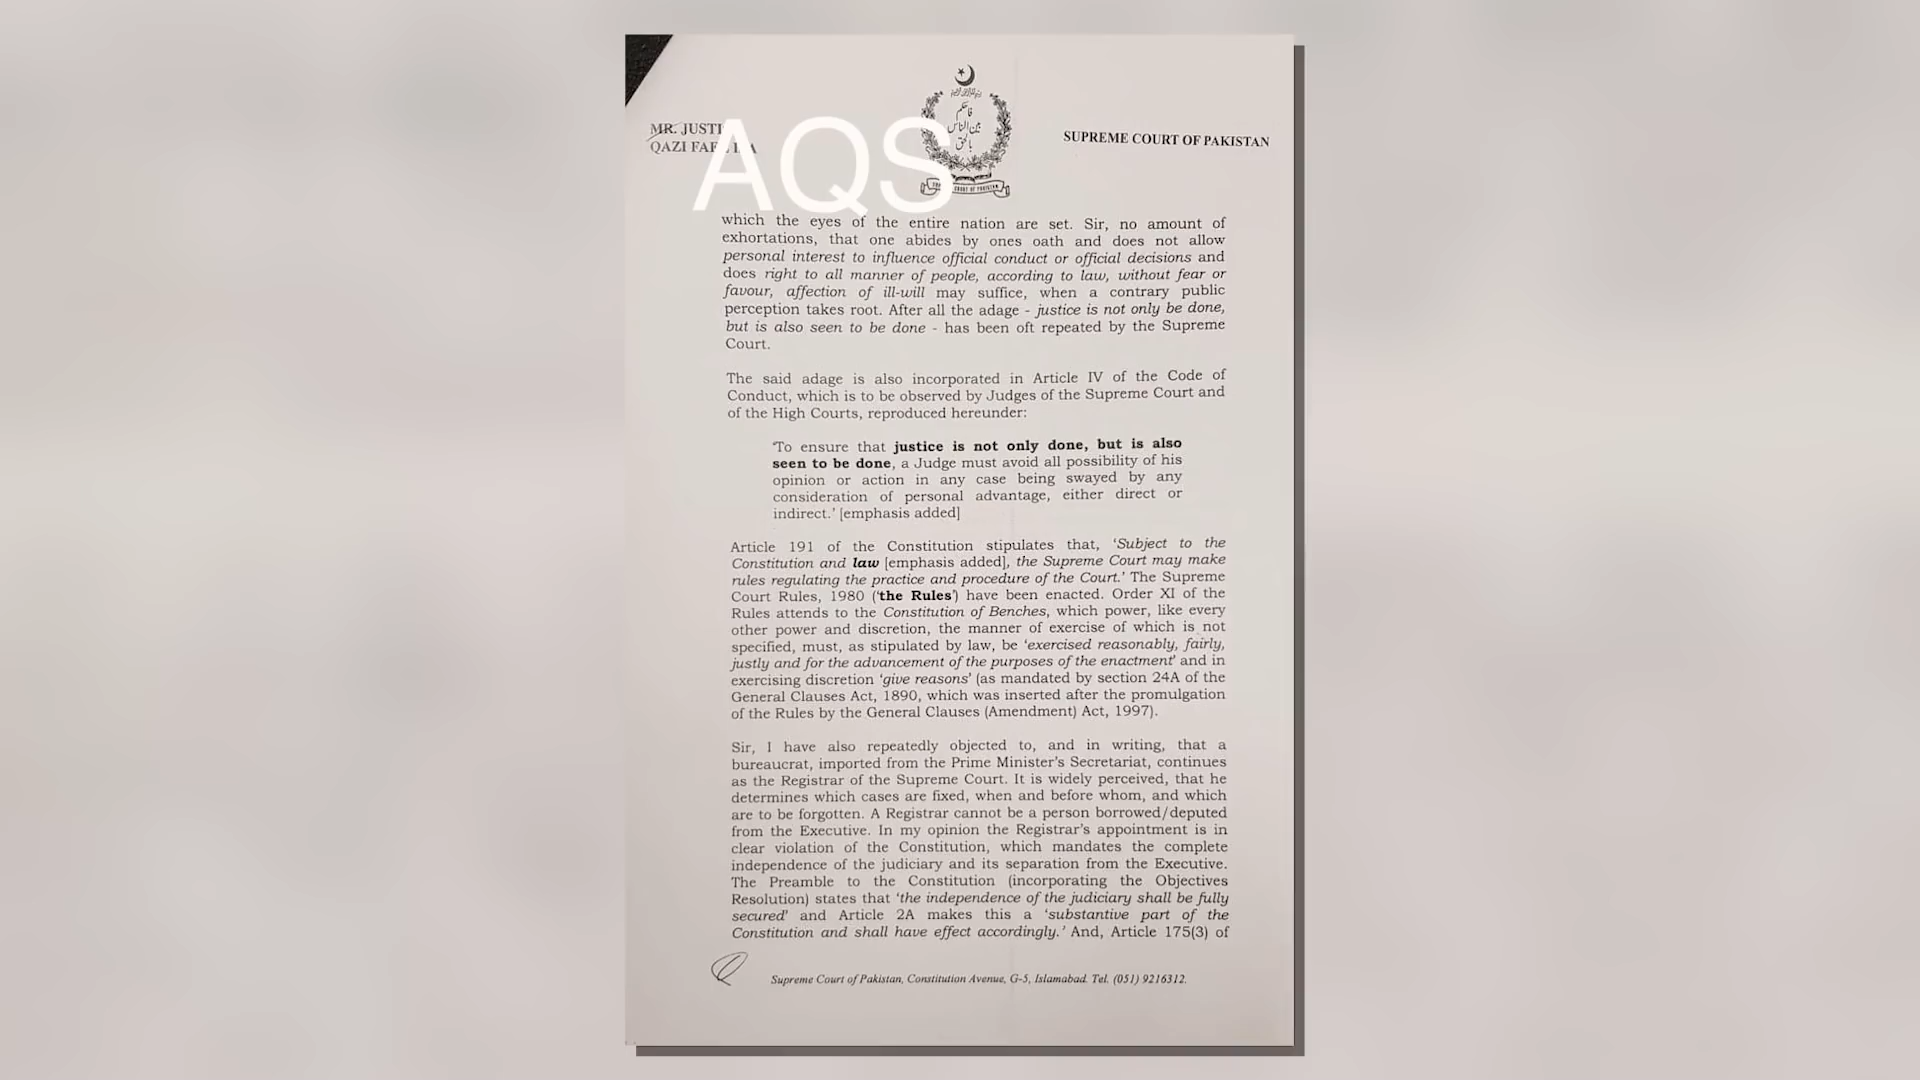 MR. JUSTI
QAZI FAE
AQS
فاحكم
بين الناس
بالحق
COURT OF PAKISTAN
SUPREME COURT OF PAKISTAN
which the eyes of the entire nation are set. Sir, no amount of
exhortations, that one abides by ones oath and does not allow
personal interest to influence official conduct or official decisions and
does right to all manner of people, according to law, without fear or
favour, affection of ill-will may suffice, when a contrary public
perception takes root. After all the adage - justice is not only be done,
but is also seen to be done - has been oft repeated by the Supreme
Court.
The said adage is also incorporated in Article IV of the Code of
Conduct, which is to be observed by Judges of the Supreme Court and
of the High Courts, reproduced hereunder:
'To ensure that justice is not only done, but is also
seen to be done, a Judge must avoid all possibility of his
opinion or action in any case being swayed by any
consideration of personal advantage, either direct or
indirect.' [emphasis added]
Article 191 of the Constitution stipulates that, 'Subject to the
Constitution and law [emphasis added], the Supreme Court may make
rules regulating the practice and procedure of the Court.' The Supreme
Court Rules, 1980 ('the Rules') have been enacted. Order XI of the
Rules attends to the Constitution of Benches, which power, like every
other power and discretion, the manner of exercise of which is not
specified, must, as stipulated by law, be 'exercised reasonably, fairly,
justly and for the advancement of the purposes of the enactment' and in
exercising discretion 'give reasons' (as mandated by section 24A of the
General Clauses Act, 1890, which was inserted after the promulgation
of the Rules by the General Clauses (Amendment) Act, 1997).
Sir, I have also repeatedly objected to, and in writing, that a
bureaucrat, imported from the Prime Minister's Secretariat, continues
as the Registrar of the Supreme Court. It is widely perceived, that he
determines which cases are fixed, when and before whom, and which
are to be forgotten. A Registrar cannot be a person borrowed/deputed
from the Executive. In my opinion the Registrar's appointment is in
clear violation of the Constitution, which mandates the complete
independence of the judiciary and its separation from the Executive.
The Preamble to the Constitution (incorporating the Objectives
Resolution) states that 'the independence of the judiciary shall be fully
secured' and Article 2A makes this a 'substantive part of the
Constitution and shall have effect accordingly.' And, Article 175(3) of
Supreme Court of Pakistan, Constitution Avenue, G-5, Islamabad. Tel. (051) 9216312.